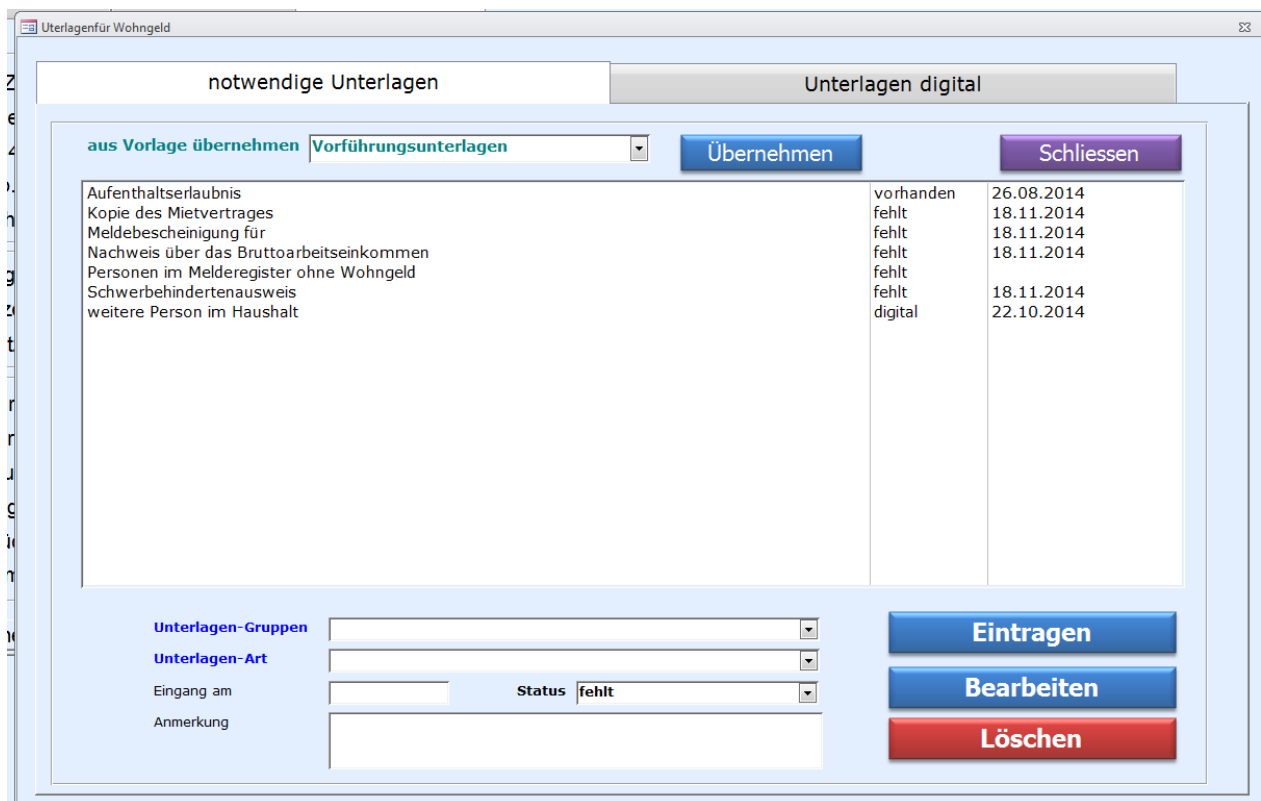 Uterlagenfür Wohngeld
notwendige Unterlagen
Unterlagen digital
aus Vorlage übernehmen Vorführungsunterlagen Übernehmen Schliessen
Aufenthaltserlaubnis vorhanden 26.08.2014
Kopie des Mietvertrages fehlt 18.11.2014
Meldebescheinigung für fehlt 18.11.2014
Nachweis über das Bruttoarbeitseinkommen fehlt 18.11.2014
Personen im Melderegister ohne Wohngeld fehlt
Schwerbehindertenausweis fehlt 18.11.2014
weitere Person im Haushalt digital 22.10.2014
Unterlagen-Gruppen
Unterlagen-Art
Eingang am Status fehlt
Anmerkung
Eintragen
Bearbeiten
Löschen